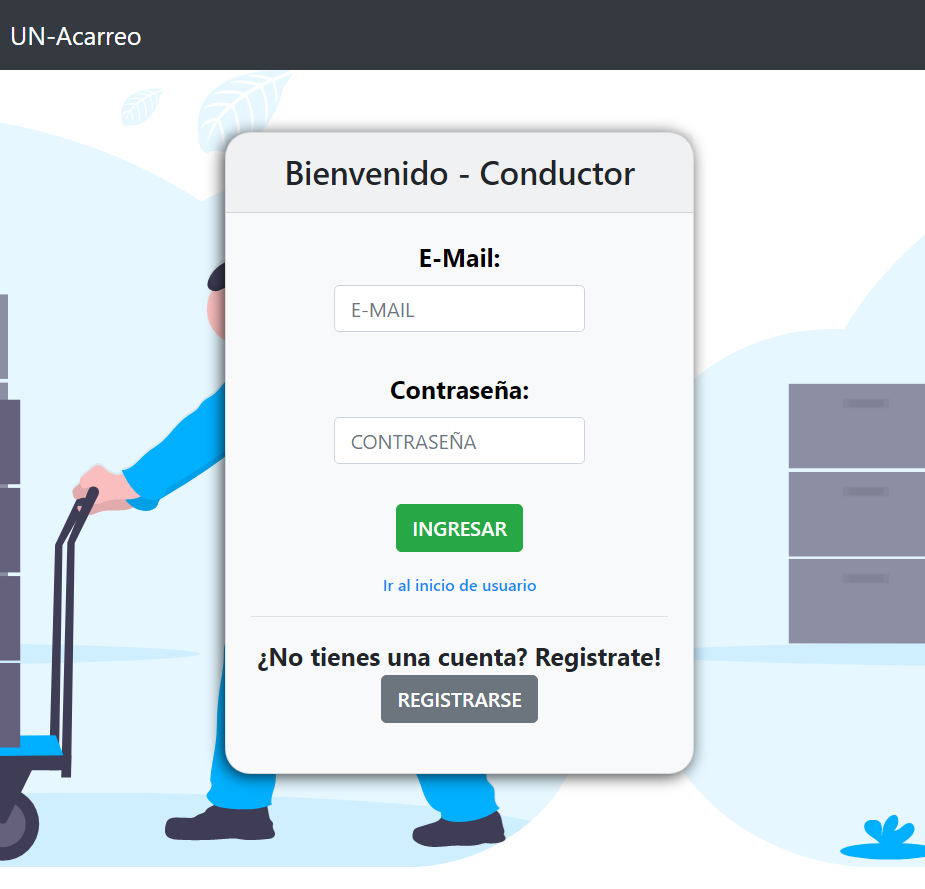 UN-Acarreo
Bienvenido - Conductor
E-Mail:
E-MAIL
Contraseña:
CONTRASEÑA
INGRESAR
Ir al inicio de usuario
¿No tienes una cuenta? Registrate!
REGISTRARSE